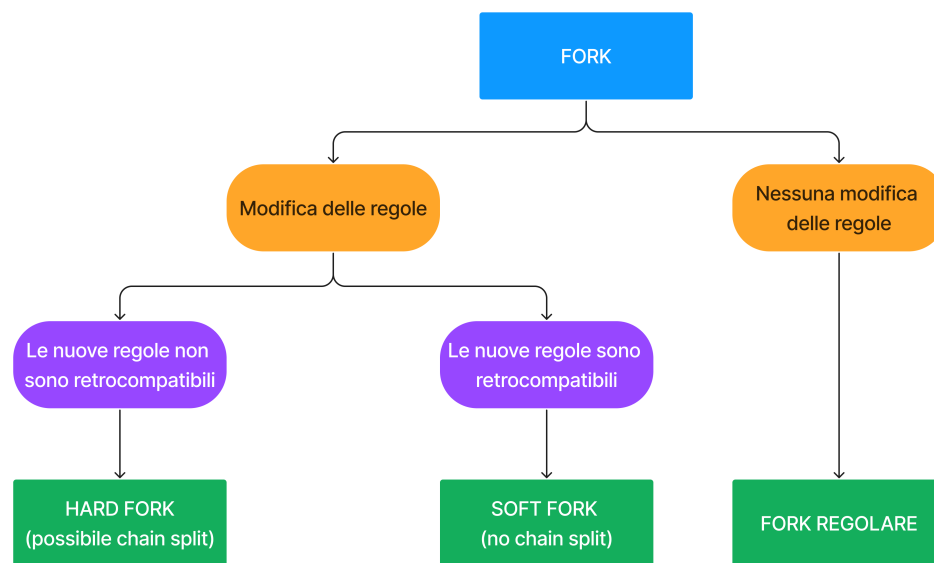 FORK
Modifica delle regole
Nessuna modifica
delle regole
Le nuove regole non
sono retrocompatibili
Le nuove regole sono
retrocompatibili
HARD FORK
(possibile chain split)
SOFT FORK
(no chain split)
FORK REGOLARE